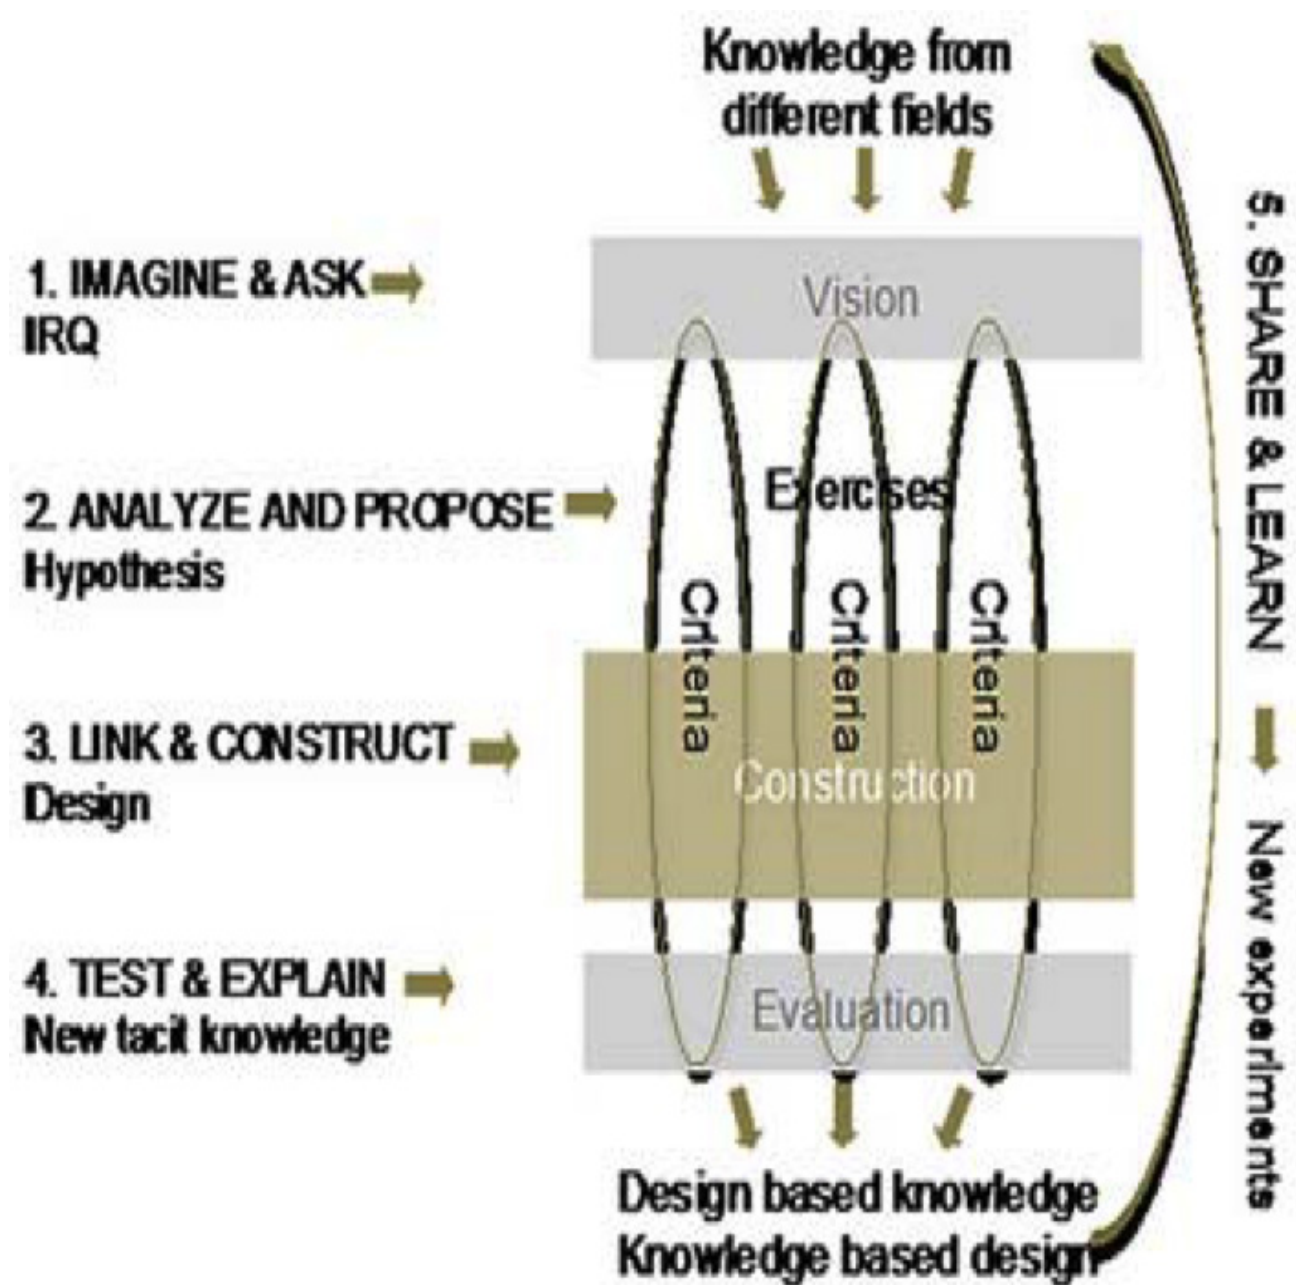 Knowledge from
different fields
1. IMAGINE & ASK
IRQ
Vision
2. ANALYZE AND PROPOSE
Hypothesis
Exercises
Criteria
Criteria
Criteria
3. LINK & CONSTRUCT
Design
Construction
4. TEST & EXPLAIN
New tacit knowledge
Evaluation
Design based knowledge
Knowledge based design
5. SHARE & LEARN
New experiments